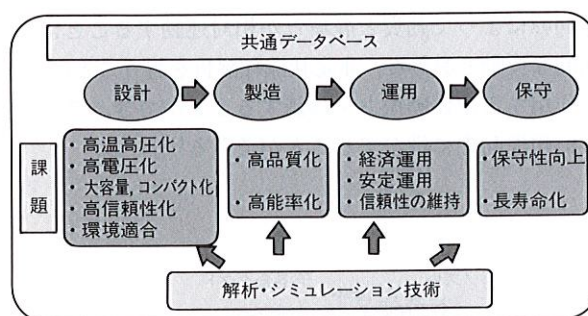 共通データベース
設計
製造
運用
保守
課題
・高温高圧化
・高電圧化
・大容量,コンパクト化
・高信頼性化
・環境適合
・高品質化
・高能率化
・経済運用
・安定運用
・信頼性の維持
・保守性向上
・長寿命化
解析・シミュレーション技術